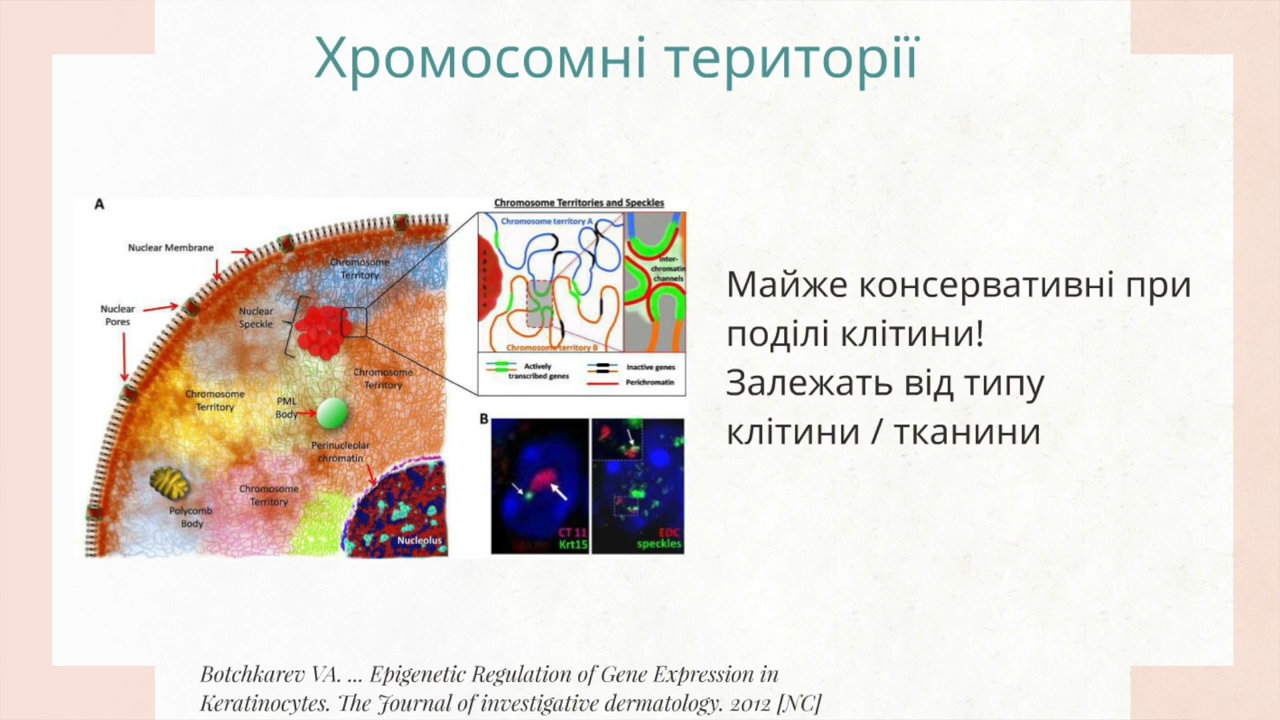 Хромосомні території
A
Nuclear Membrane
Nuclear
Pores
Chromosome
Territory
Nuclear
Speckle
Chromosome
Territory
Chromosome
Territory
PML
Body
Perinucleolar
chromatin
Chromosome
Territory
Polycomb
Body
Nucleolus
Chromosome Territories and Speckles
Chromosome territory A
Speckle
Inter-
chromatin
channels
Chromosome territory B
Actively
transcribed genes
Inactive genes
Perichromatin
B
CT 11
Krt15
EDC
speckles
Майже консервативні при
поділі клітини!
Залежать від типу
клітини / тканини
Botchkarev VA. ... Epigenetic Regulation of Gene Expression in
Keratinocytes. The Journal of investigative dermatology. 2012 [NC]